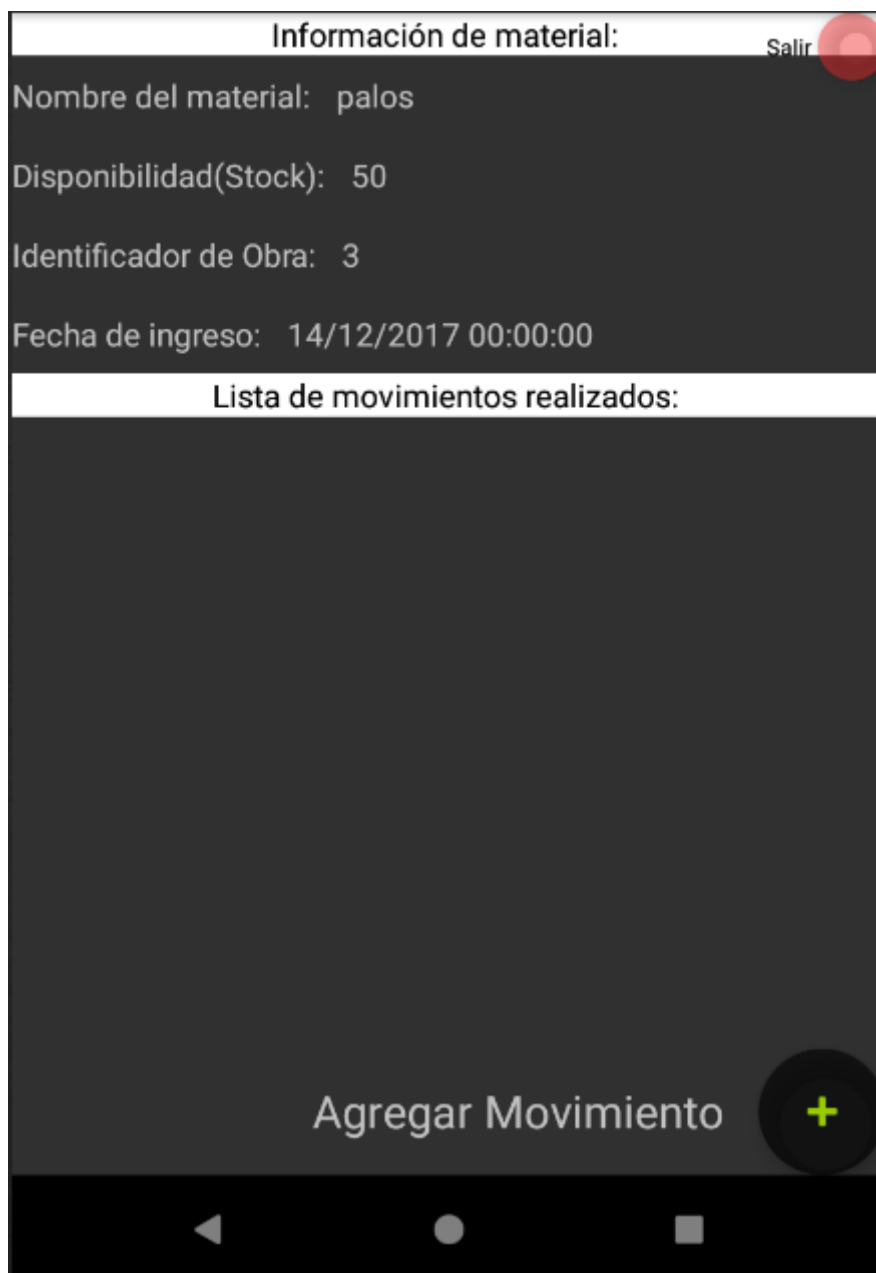 Información de material:
Salir
Nombre del material: palos
Disponibilidad(Stock): 50
Identificador de Obra: 3
Fecha de ingreso: 14/12/2017 00:00:00
Lista de movimientos realizados:
Agregar Movimiento
+